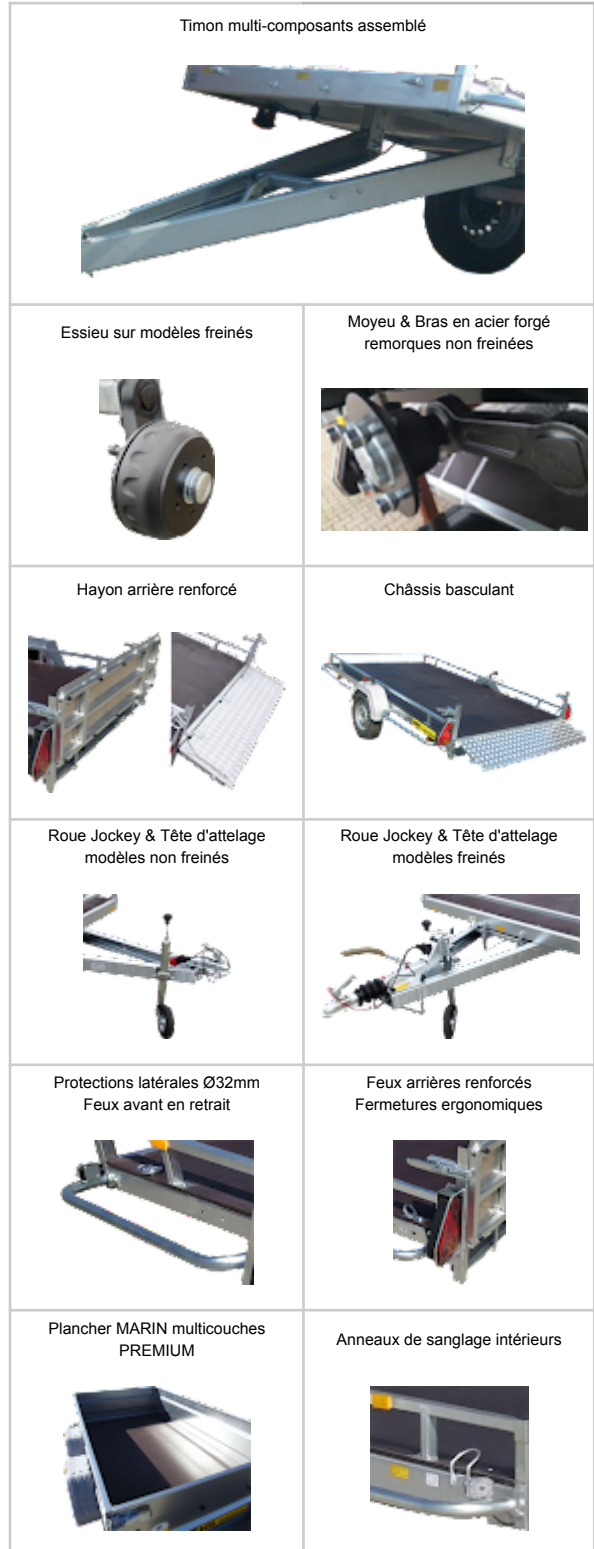 Timon multi-composants assemblé
Essieu sur modèles freinés
Moyeu & Bras en acier forgé
remorques non freinées
Hayon arrière renforcé
Châssis basculant
Roue Jockey & Tête d'attelage
modèles non freinés
Roue Jockey & Tête d'attelage
modèles freinés
Protections latérales Ø32mm
Feux avant en retrait
Feux arrières renforcés
Fermetures ergonomiques
Plancher MARIN multicouches
PREMIUM
Anneaux de sanglage intérieurs